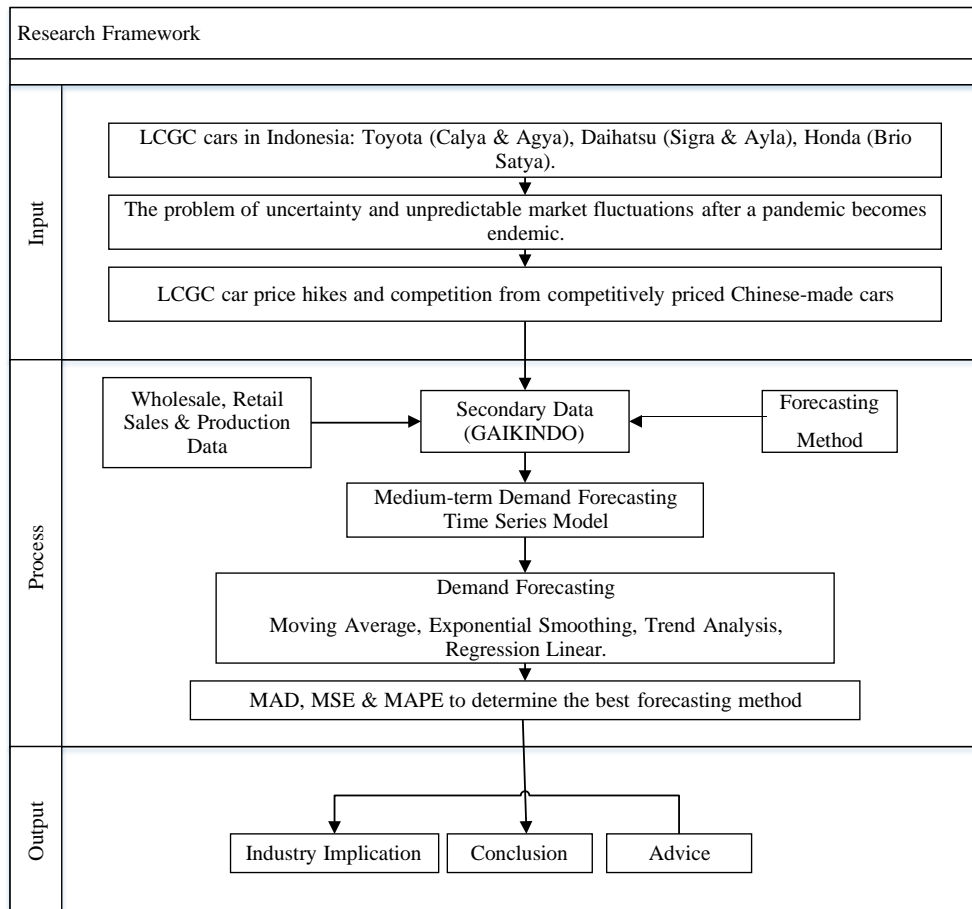 Research Framework
Input
LCGC cars in Indonesia: Toyota (Calya & Agya), Daihatsu (Sigra & Ayla), Honda (Brio
Satya).
The problem of uncertainty and unpredictable market fluctuations after a pandemic becomes
endemic.
LCGC car price hikes and competition from competitively priced Chinese-made cars
Process
Wholesale, Retail
Sales & Production
Data
Secondary Data
(GAIKINDO)
Forecasting
Method
Medium-term Demand Forecasting
Time Series Model
Demand Forecasting
Moving Average, Exponential Smoothing, Trend Analysis,
Regression Linear.
MAD, MSE & MAPE to determine the best forecasting method
Output
Industry Implication
Conclusion
Advice